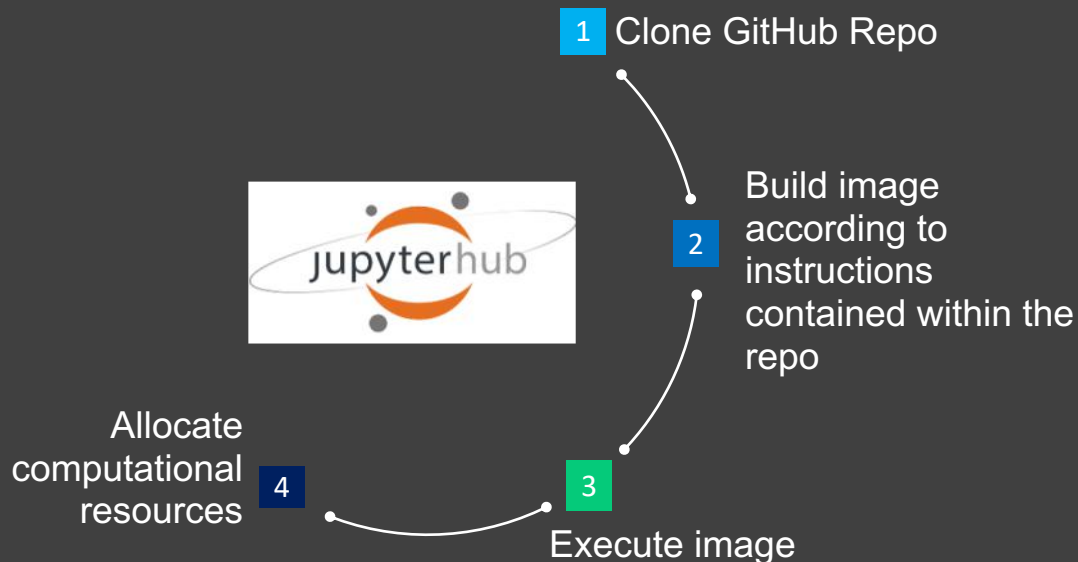 1 Clone GitHub Repo
2
Build image
according to
instructions
contained within the
repo
jupyterhub
3
Execute image
4
Allocate
computational
resources